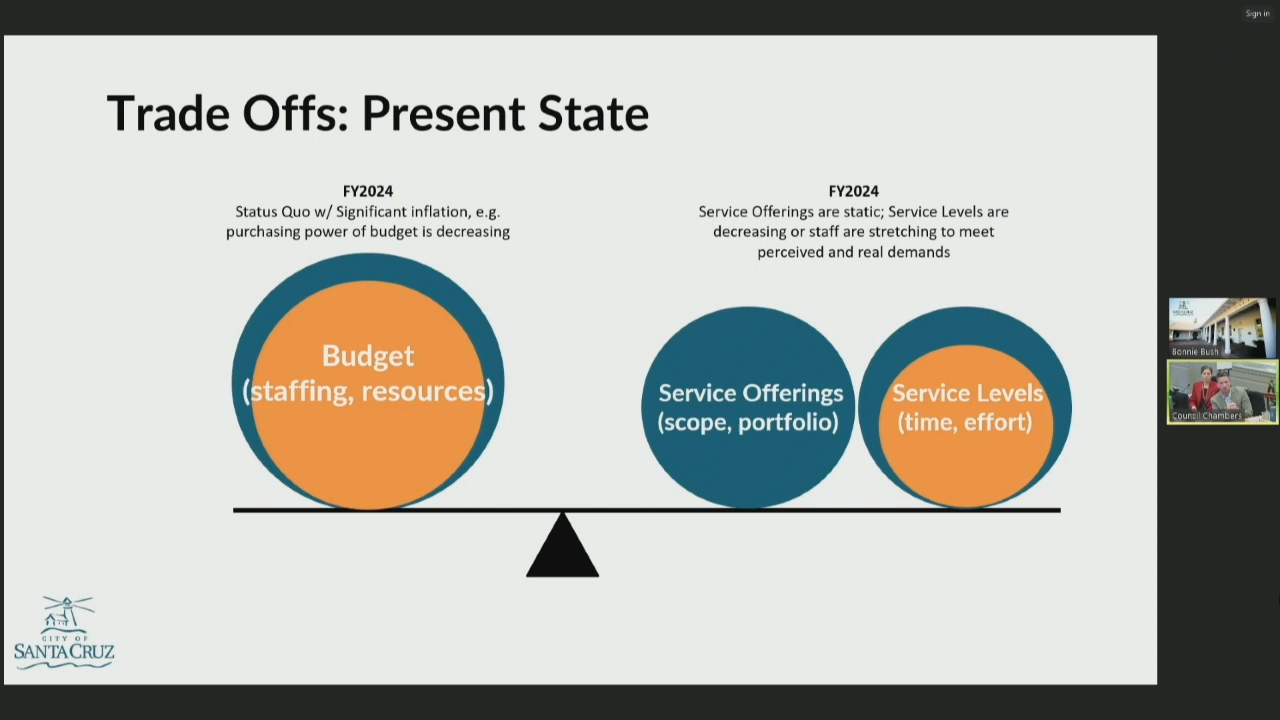 Sign in
Trade Offs: Present State
FY2024
Status Quo w/ Significant inflation, e.g.
purchasing power of budget is decreasing
FY2024
Service Offerings are static; Service Levels are
decreasing or staff are stretching to meet
perceived and real demands
Budget
(staffing, resources)
Service Offerings
(scope, portfolio)
Service Levels
(time, effort)
Bonnie Bush
Council Chambers
CITY OF
SANTA CRUZ